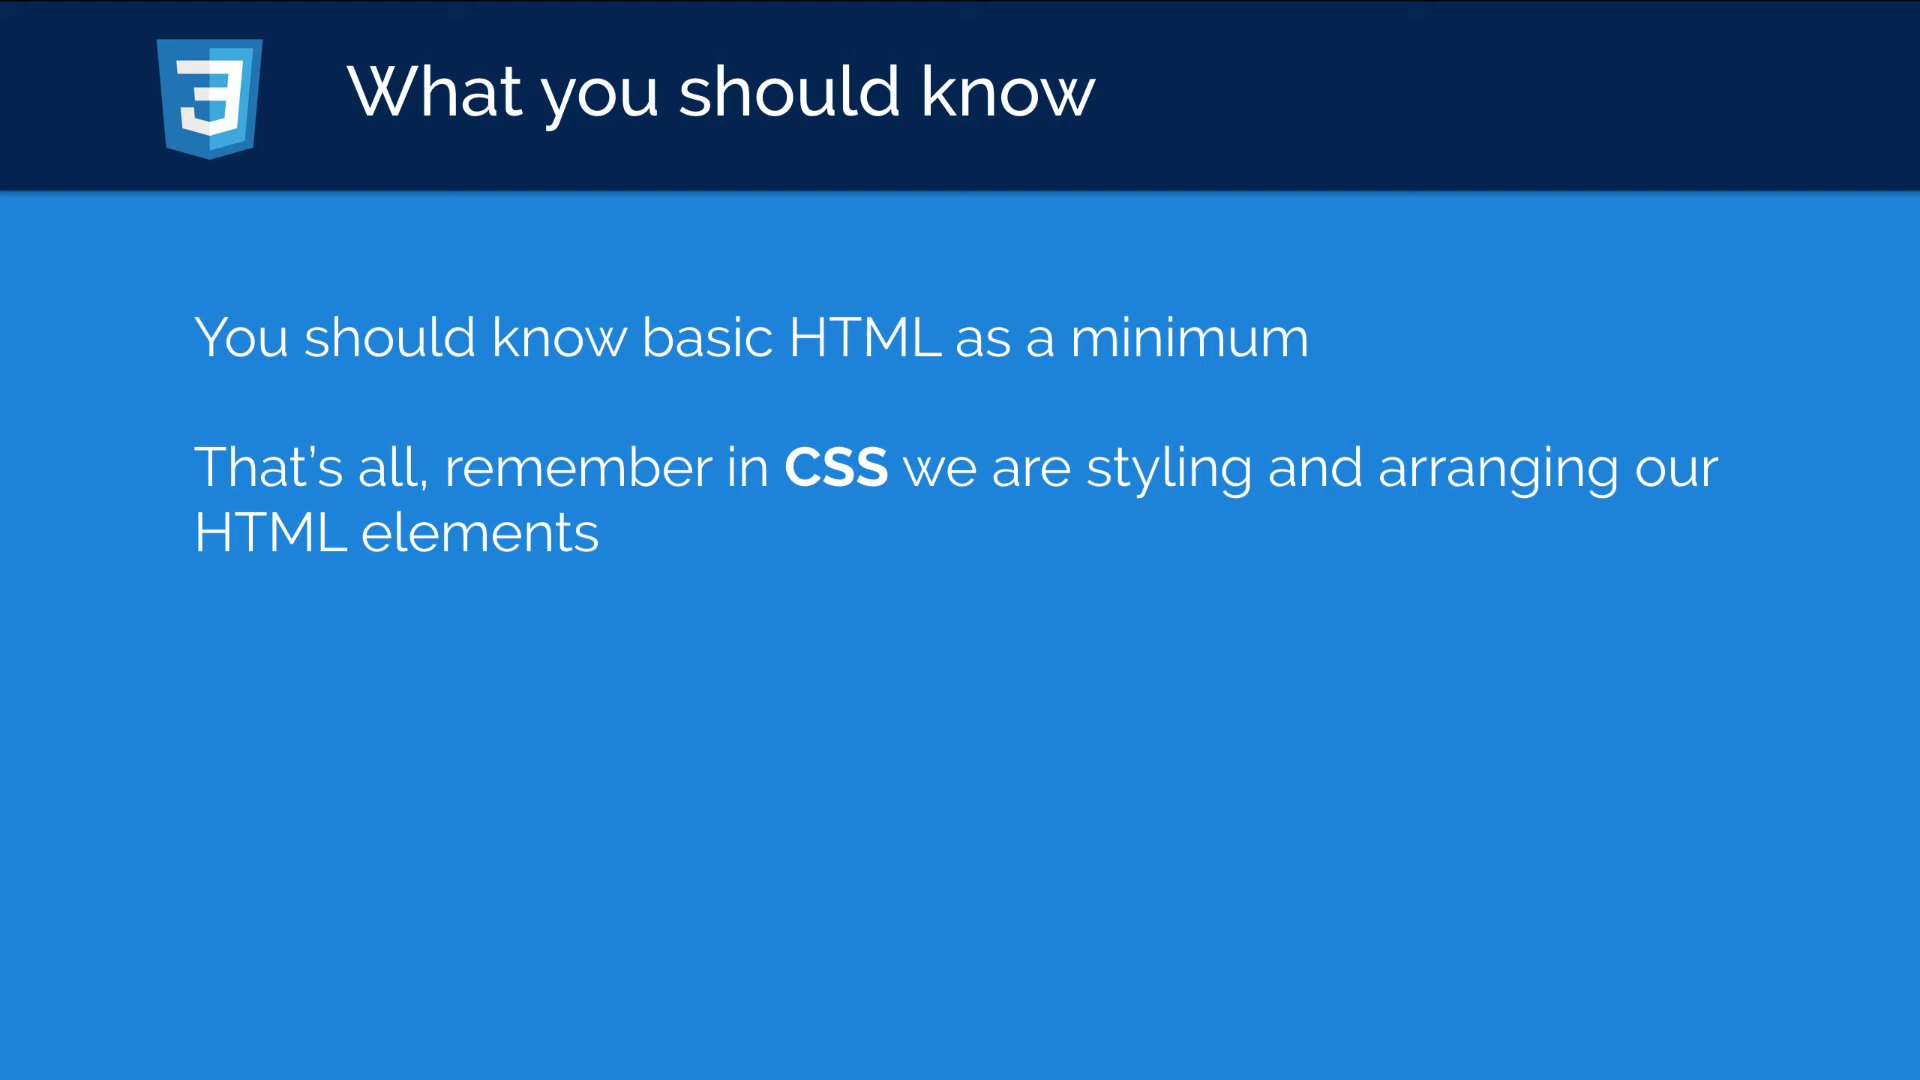 What you should know
You should know basic HTML as a minimum
That’s all, remember in CSS we are styling and arranging our
HTML elements